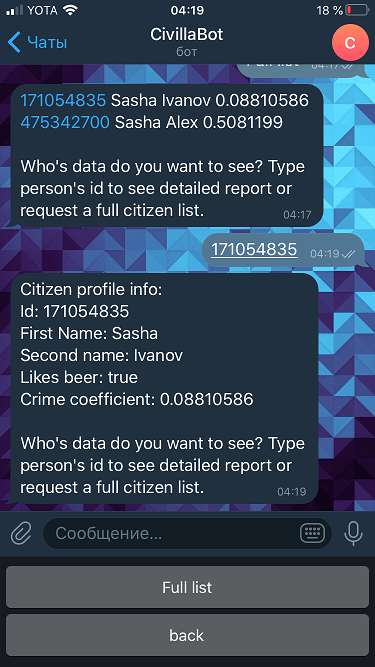 YOTA 04:19 18 %
Чаты CivillaBot C
бот
Full list 04:17
171054835 Sasha Ivanov 0.08810586
475342700 Sasha Alex 0.5081199
Who's data do you want to see? Type
person's id to see detailed report or
request a full citizen list. 04:17
171054835 04:19
Citizen profile info:
Id: 171054835
First Name: Sasha
Second name: Ivanov
Likes beer: true
Crime coefficient: 0.08810586
Who's data do you want to see? Type
person's id to see detailed report or
request a full citizen list. 04:19
Сообщение...
Full list
back